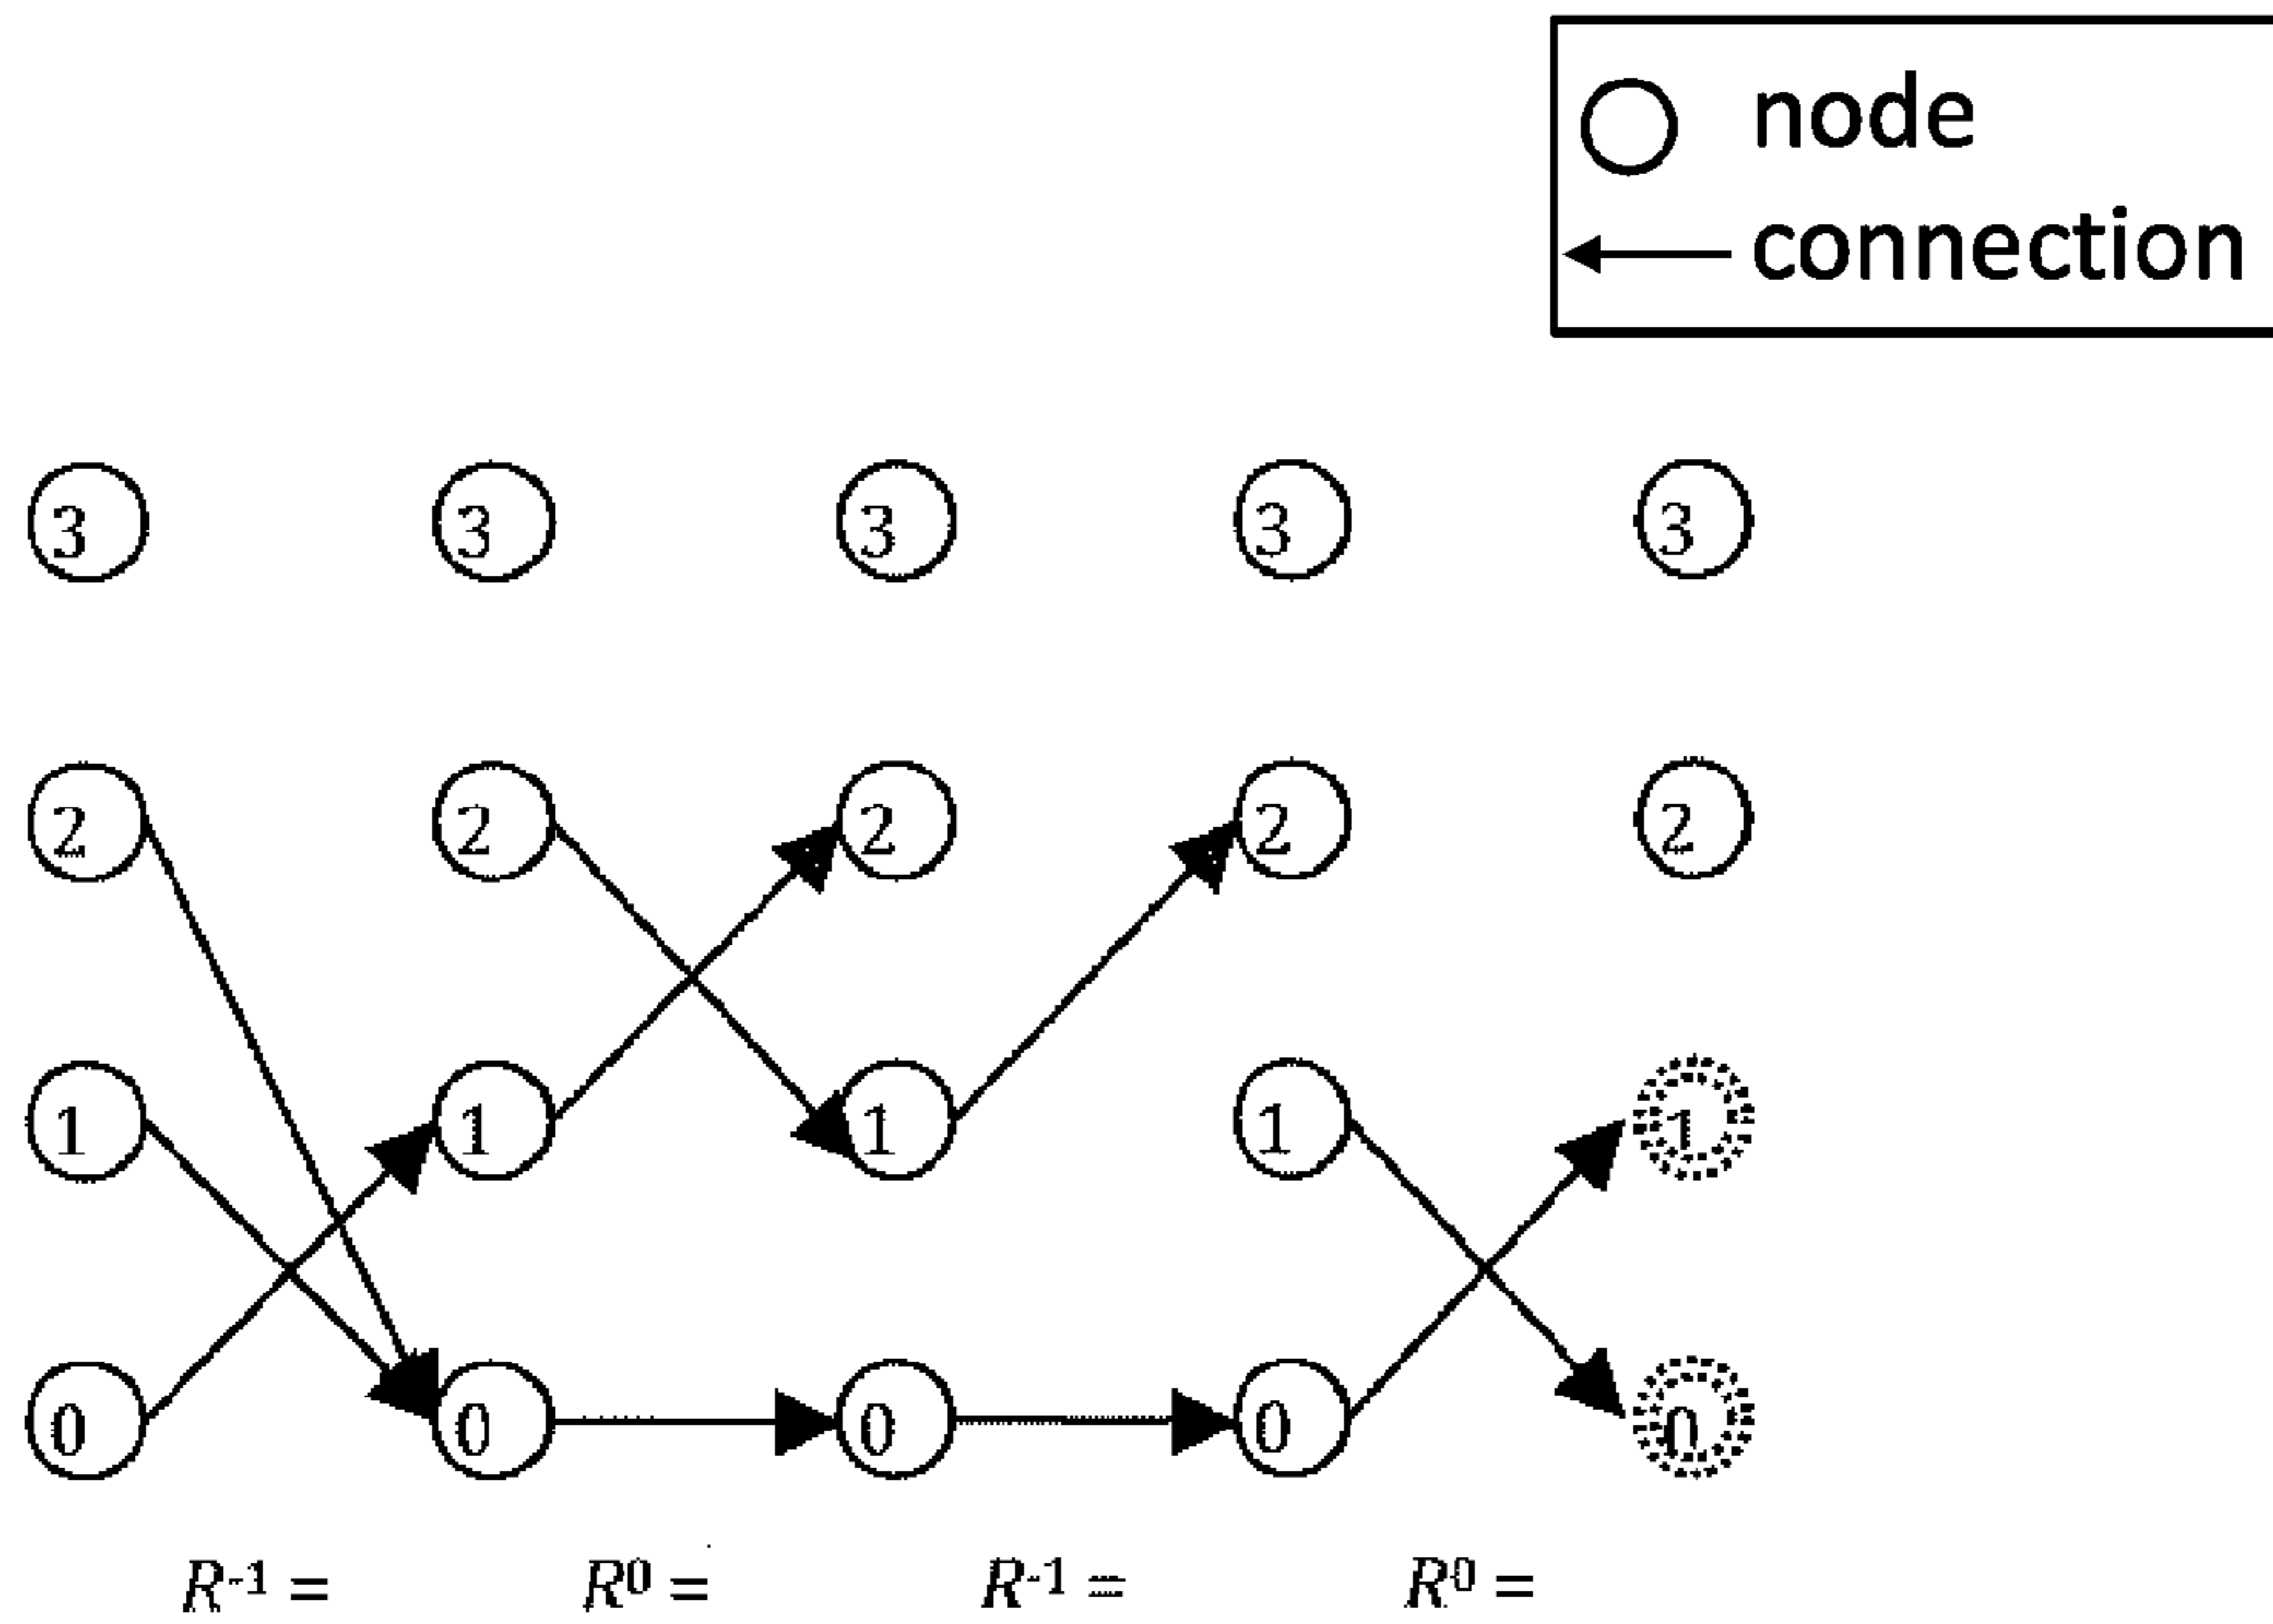 node
connection
3 3 3 3 3
2 2 2 2 2
1 1 1 1 1
0 0 0 0 0
R⁻¹ = R⁰ = R⁻¹ = R⁰ =